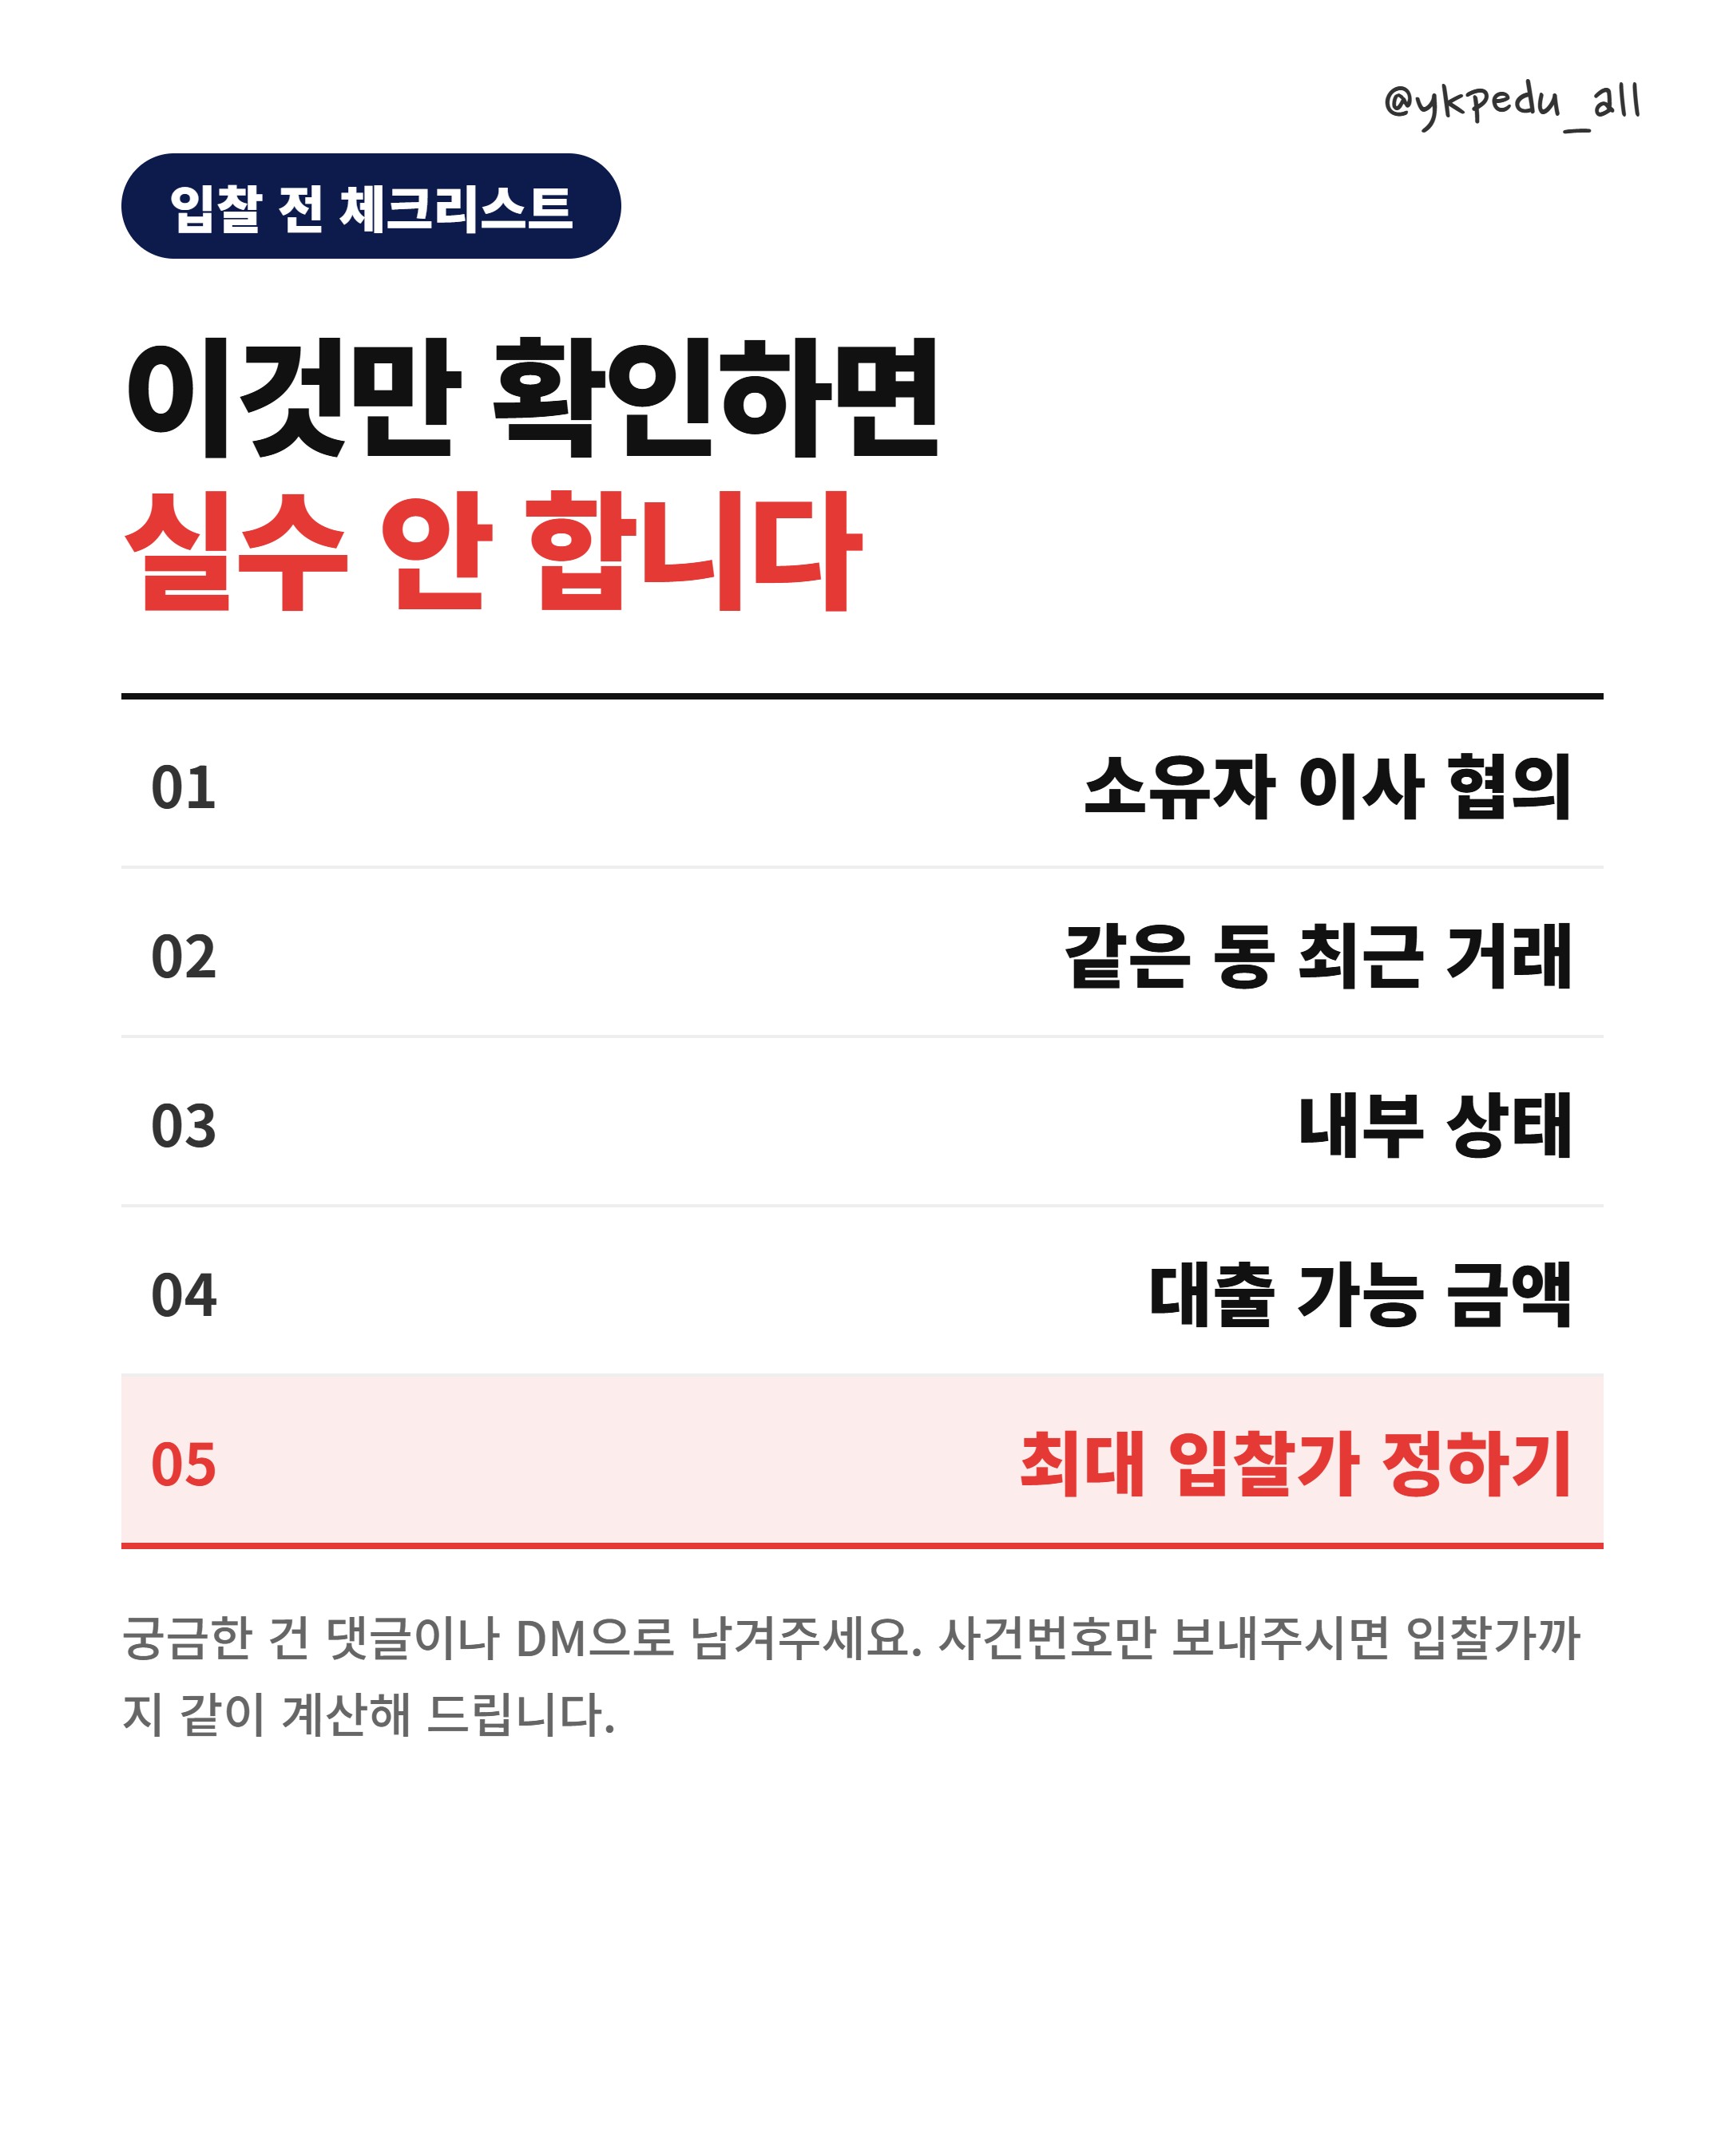 @ykpedu_all
입찰 전 체크리스트
이것만 확인하면
실수 안 합니다
01 소유자 이사 협의
02 같은 동 최근 거래
03 내부 상태
04 대출 가능 금액
05 최대 입찰가 정하기
궁금한 건 댓글이나 DM으로 남겨주세요. 사건번호만 보내주시면 입찰가까
지 같이 계산해 드립니다.